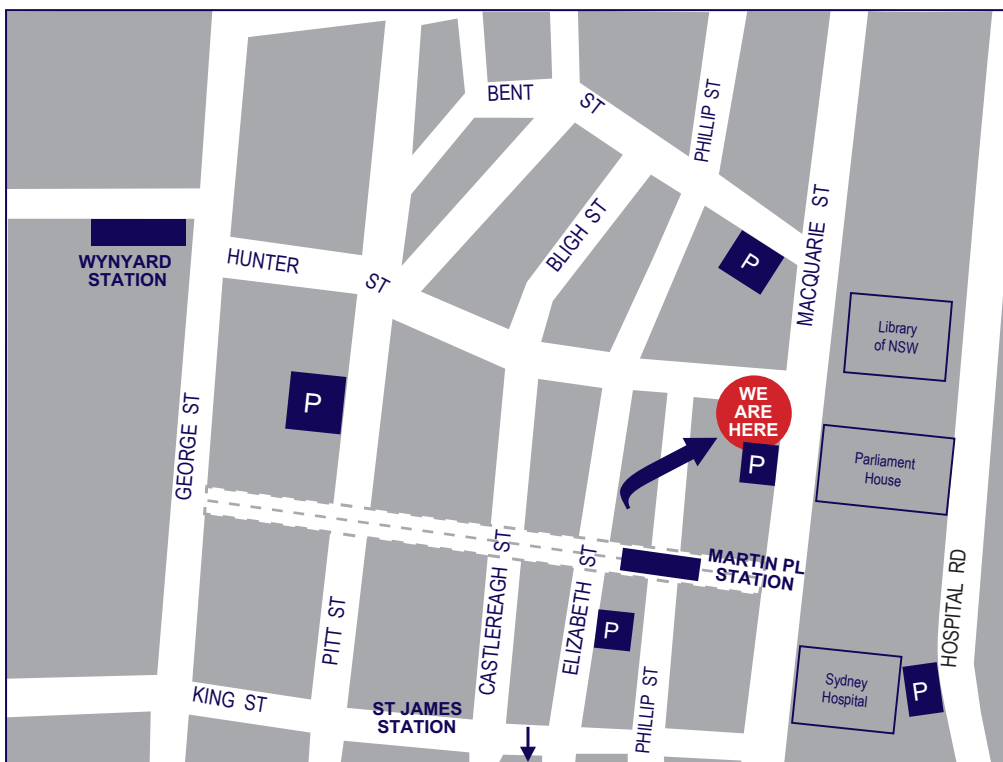 BENT
ST
PHILLIP ST
BLIGH ST
MACQUARIE ST
WYNYARD
STATION
HUNTER
ST
P
Library
of NSW
P
WE
ARE
HERE
P
Parliament
House
GEORGE ST
MARTIN PL
STATION
CASTLEREAGH ST
ELIZABETH ST
PITT ST
P
HOSPITAL RD
KING ST
ST JAMES
STATION
PHILLIP ST
Sydney
Hospital
P